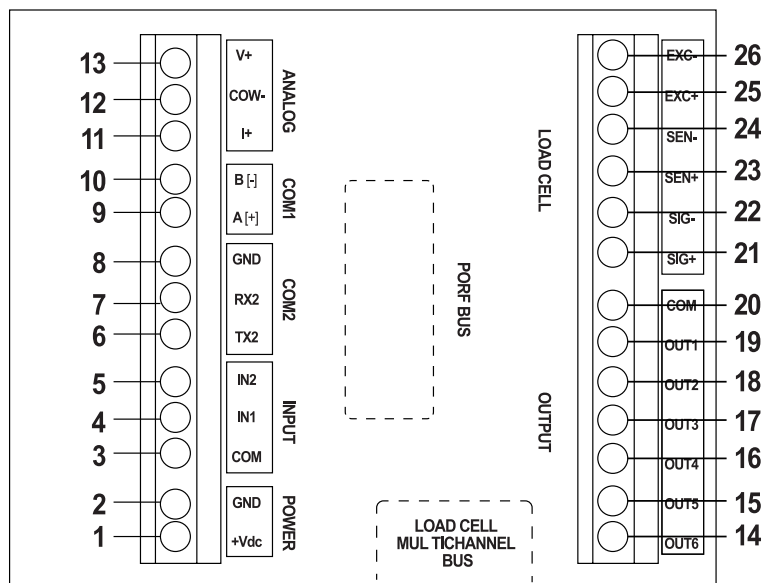 13 V+
12 COW-
11 I+
ANALOG
10 B [-]
9 A [+]
COM1
8 GND
7 RX2
6 TX2
COM2
5 IN2
4 IN1
3 COM
INPUT
2 GND
1 +Vdc
POWER
PORF BUS
LOAD CELL
MUL TICHANNEL
BUS
LOAD CELL
EXC- 26
EXC+ 25
SEN- 24
SEN+ 23
SIG- 22
SIG+ 21
OUTPUT
COM 20
OUT1 19
OUT2 18
OUT3 17
OUT4 16
OUT5 15
OUT6 14